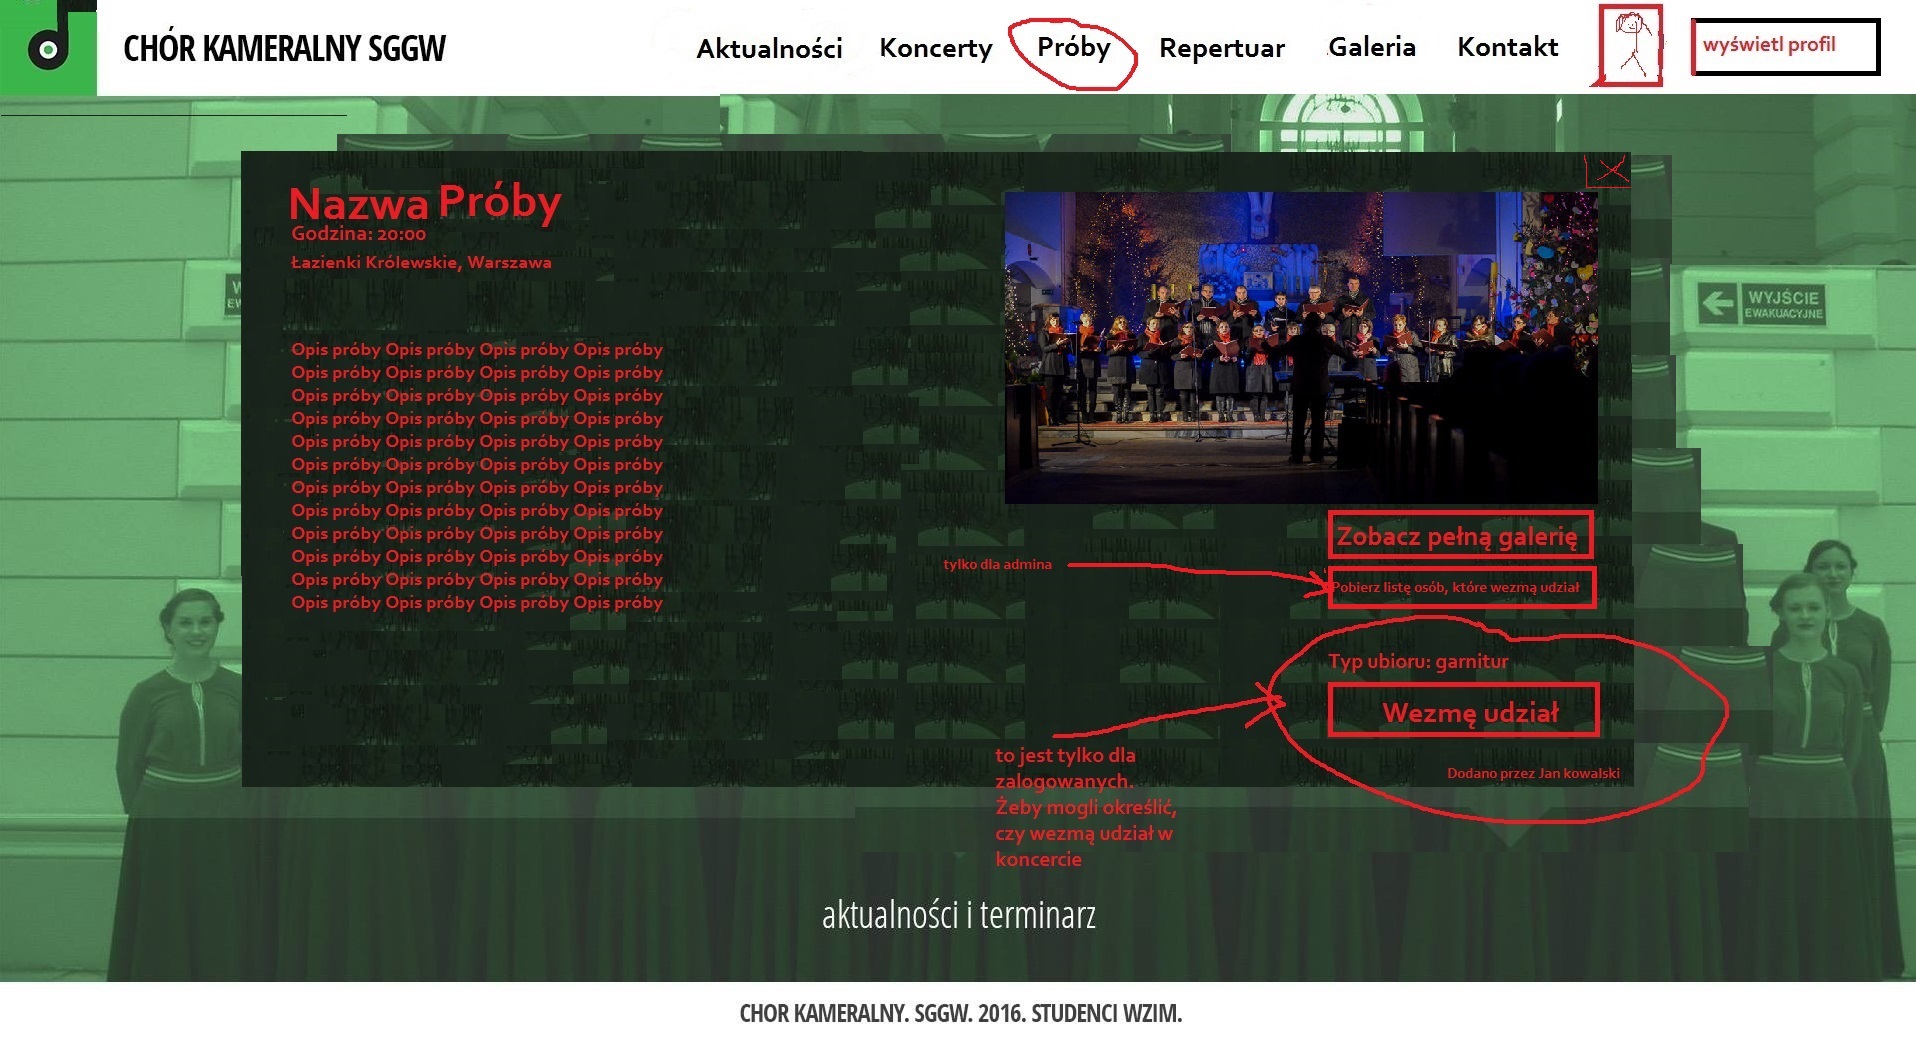 CHÓR KAMERALNY SGGW
Aktualności Koncerty Próby Repertuar Galeria Kontakt
wyświetl profil
Nazwa Próby
Godzina: 20:00
Łazienki Królewskie, Warszawa
WYJŚCIE
EWAKUACYJNE
Opis próby Opis próby Opis próby Opis próby
Opis próby Opis próby Opis próby Opis próby
Opis próby Opis próby Opis próby Opis próby
Opis próby Opis próby Opis próby Opis próby
Opis próby Opis próby Opis próby Opis próby
Opis próby Opis próby Opis próby Opis próby
Opis próby Opis próby Opis próby Opis próby
Opis próby Opis próby Opis próby Opis próby
Opis próby Opis próby Opis próby Opis próby
Opis próby Opis próby Opis próby Opis próby
Opis próby Opis próby Opis próby Opis próby
Opis próby Opis próby Opis próby Opis próby
Zobacz pełną galerię
tylko dla admina
Pobierz listę osób, które wezmą udział
Typ ubioru: garnitur
Wezmę udział
Dodano przez Jan kowalski
to jest tylko dla
zalogowanych.
Żeby mogli określić,
czy wezmą udział w
koncercie
aktualności i terminarz
CHOR KAMERALNY. SGGW. 2016. STUDENCI WZIM.